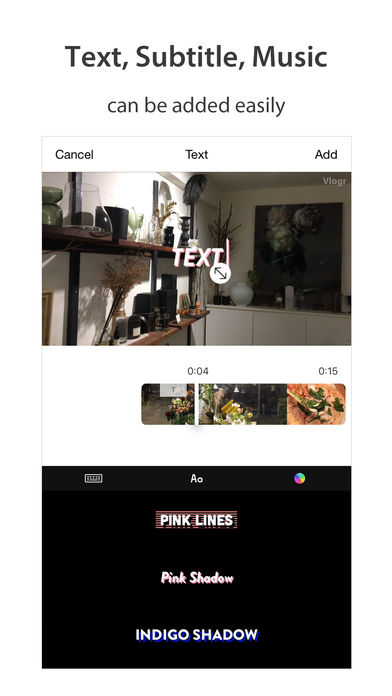 Text, Subtitle, Music
can be added easily
Cancel Text Add
Vlogr
TEXT
0:04 0:15
T
Aa
PINK LINES
Pink Shadow
INDIGO SHADOW